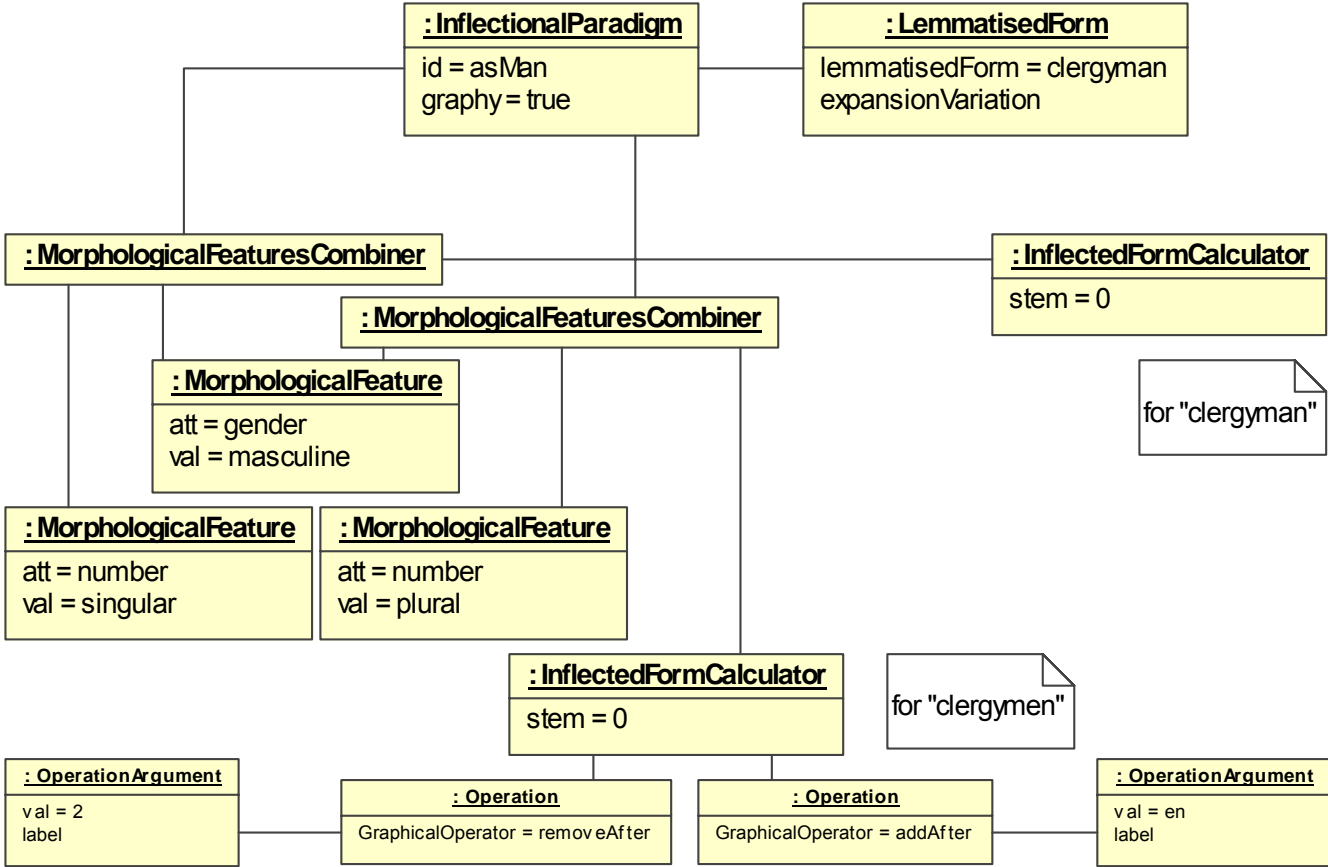 : InflectionalParadigm
id = asMan
graphy = true
: LemmatisedForm
lemmatisedForm = clergyman
expansionVariation
: MorphologicalFeaturesCombiner
: InflectedFormCalculator
stem = 0
: MorphologicalFeaturesCombiner
: MorphologicalFeature
att = gender
val = masculine
for "clergyman"
: MorphologicalFeature
att = number
val = singular
: MorphologicalFeature
att = number
val = plural
: InflectedFormCalculator
stem = 0
for "clergymen"
: OperationArgument
val = 2
label
: Operation
GraphicalOperator = removeAfter
: Operation
GraphicalOperator = addAfter
: OperationArgument
val = en
label